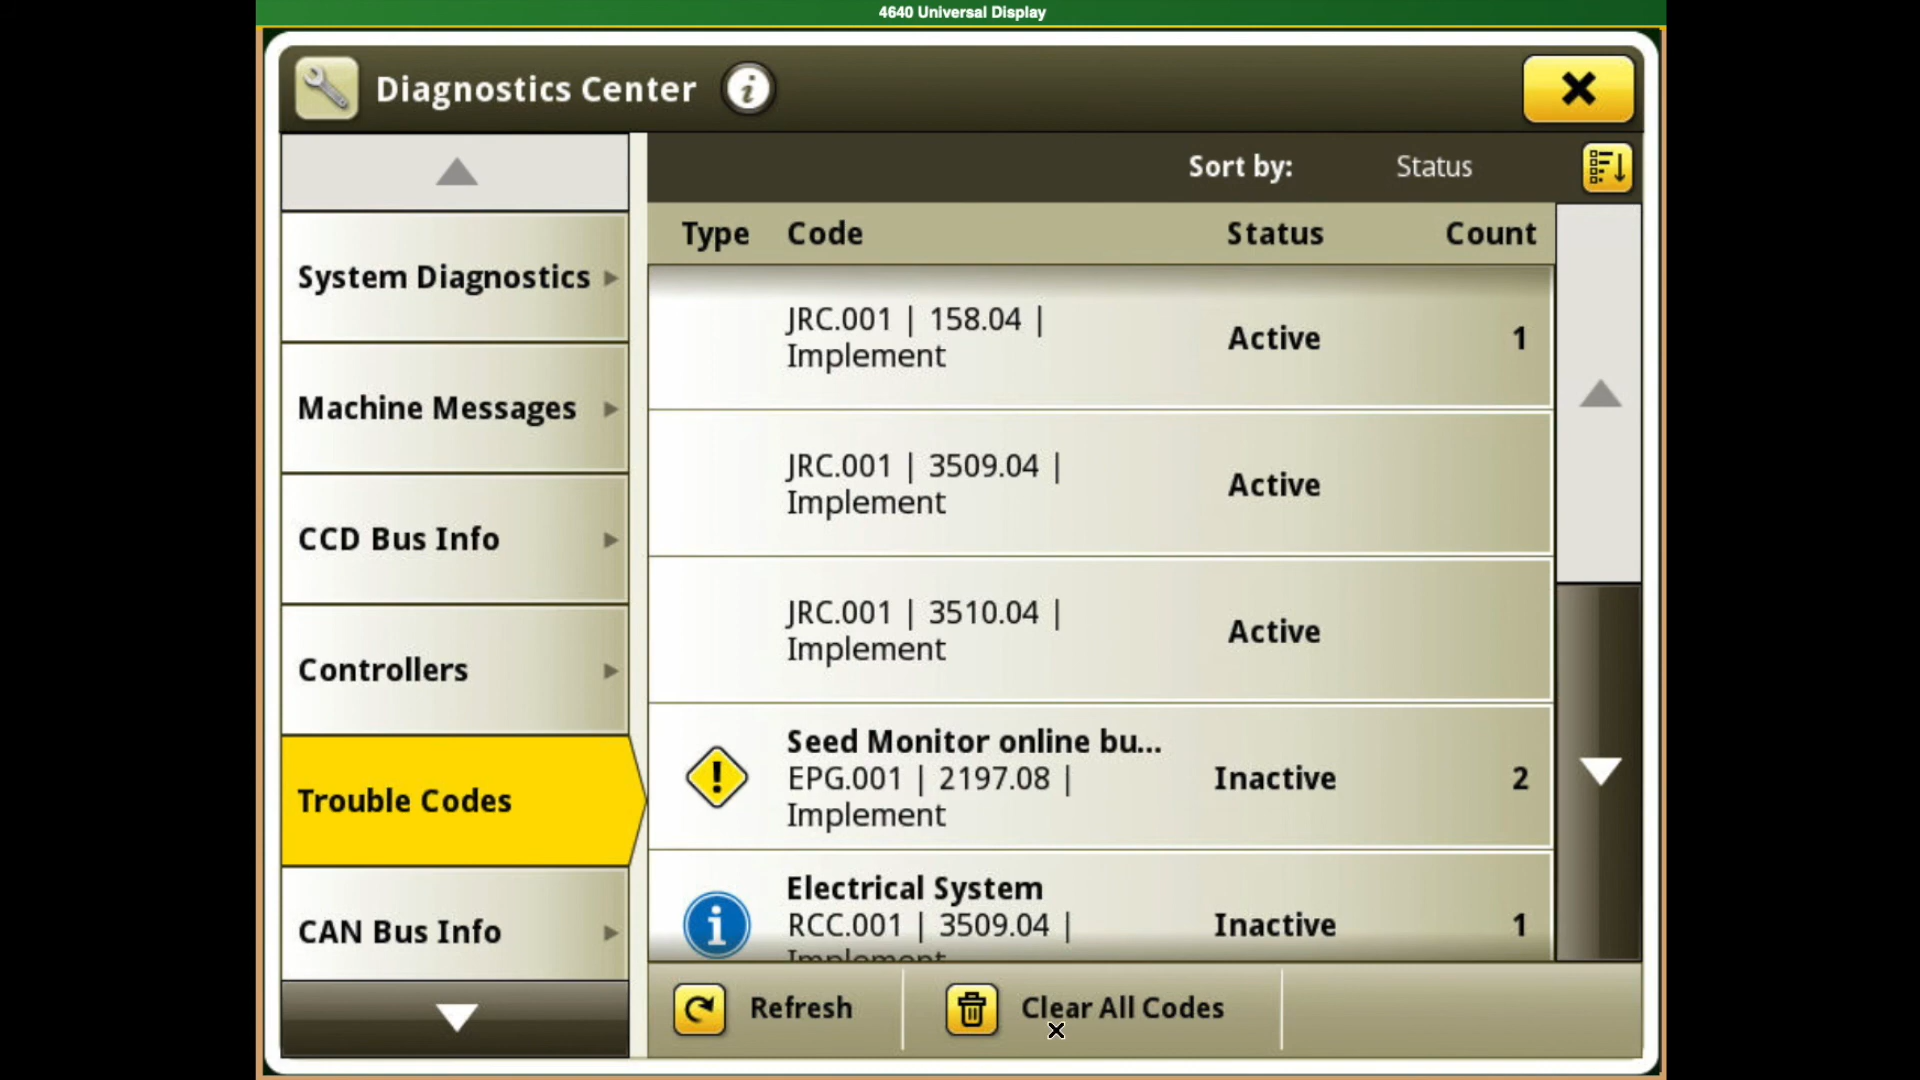 4640 Universal Display
Diagnostics Center
Sort by: Status
Type Code Status Count
System Diagnostics
Machine Messages
CCD Bus Info
Controllers
Trouble Codes
CAN Bus Info
JRC.001 | 158.04 |
Implement
Active 1
JRC.001 | 3509.04 |
Implement
Active
JRC.001 | 3510.04 |
Implement
Active
Seed Monitor online bu...
EPG.001 | 2197.08 |
Implement
Inactive 2
Electrical System
RCC.001 | 3509.04 |
Implement
Inactive 1
Refresh
Clear All Codes